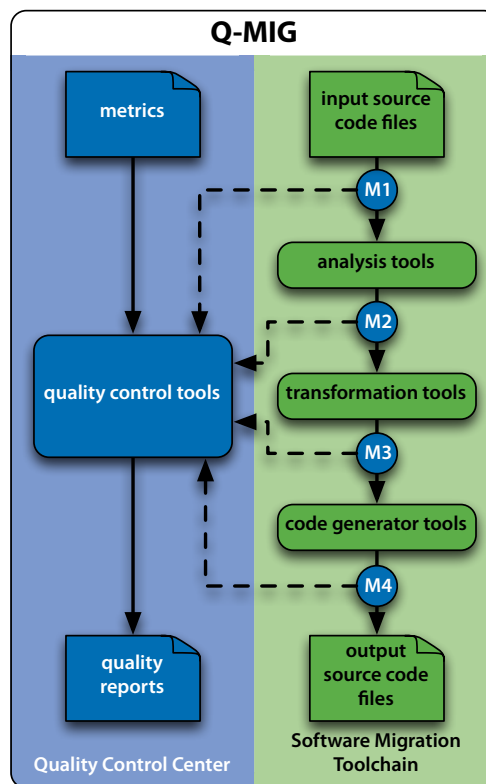 Q-MIG
metrics
input source
code files
M1
analysis tools
M2
quality control tools
transformation tools
M3
code generator tools
M4
quality
reports
output
source code
files
Quality Control Center
Software Migration
Toolchain